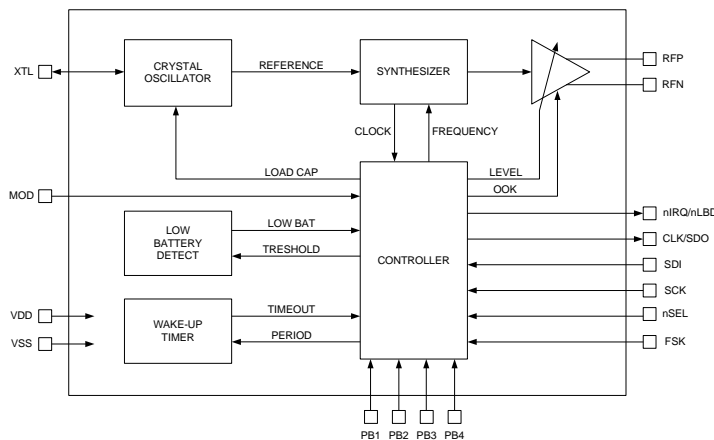 XTL
CRYSTAL
OSCILLATOR
REFERENCE
SYNTHESIZER
RFP
RFN
CLOCK
FREQUENCY
LOAD CAP
LEVEL
MOD
OOK
nIRQ/nLBD
LOW
BATTERY
DETECT
LOW BAT
TRESHOLD
CONTROLLER
CLK/SDO
SDI
SCK
VDD
VSS
WAKE-UP
TIMER
TIMEOUT
PERIOD
nSEL
FSK
PB1 PB2 PB3 PB4